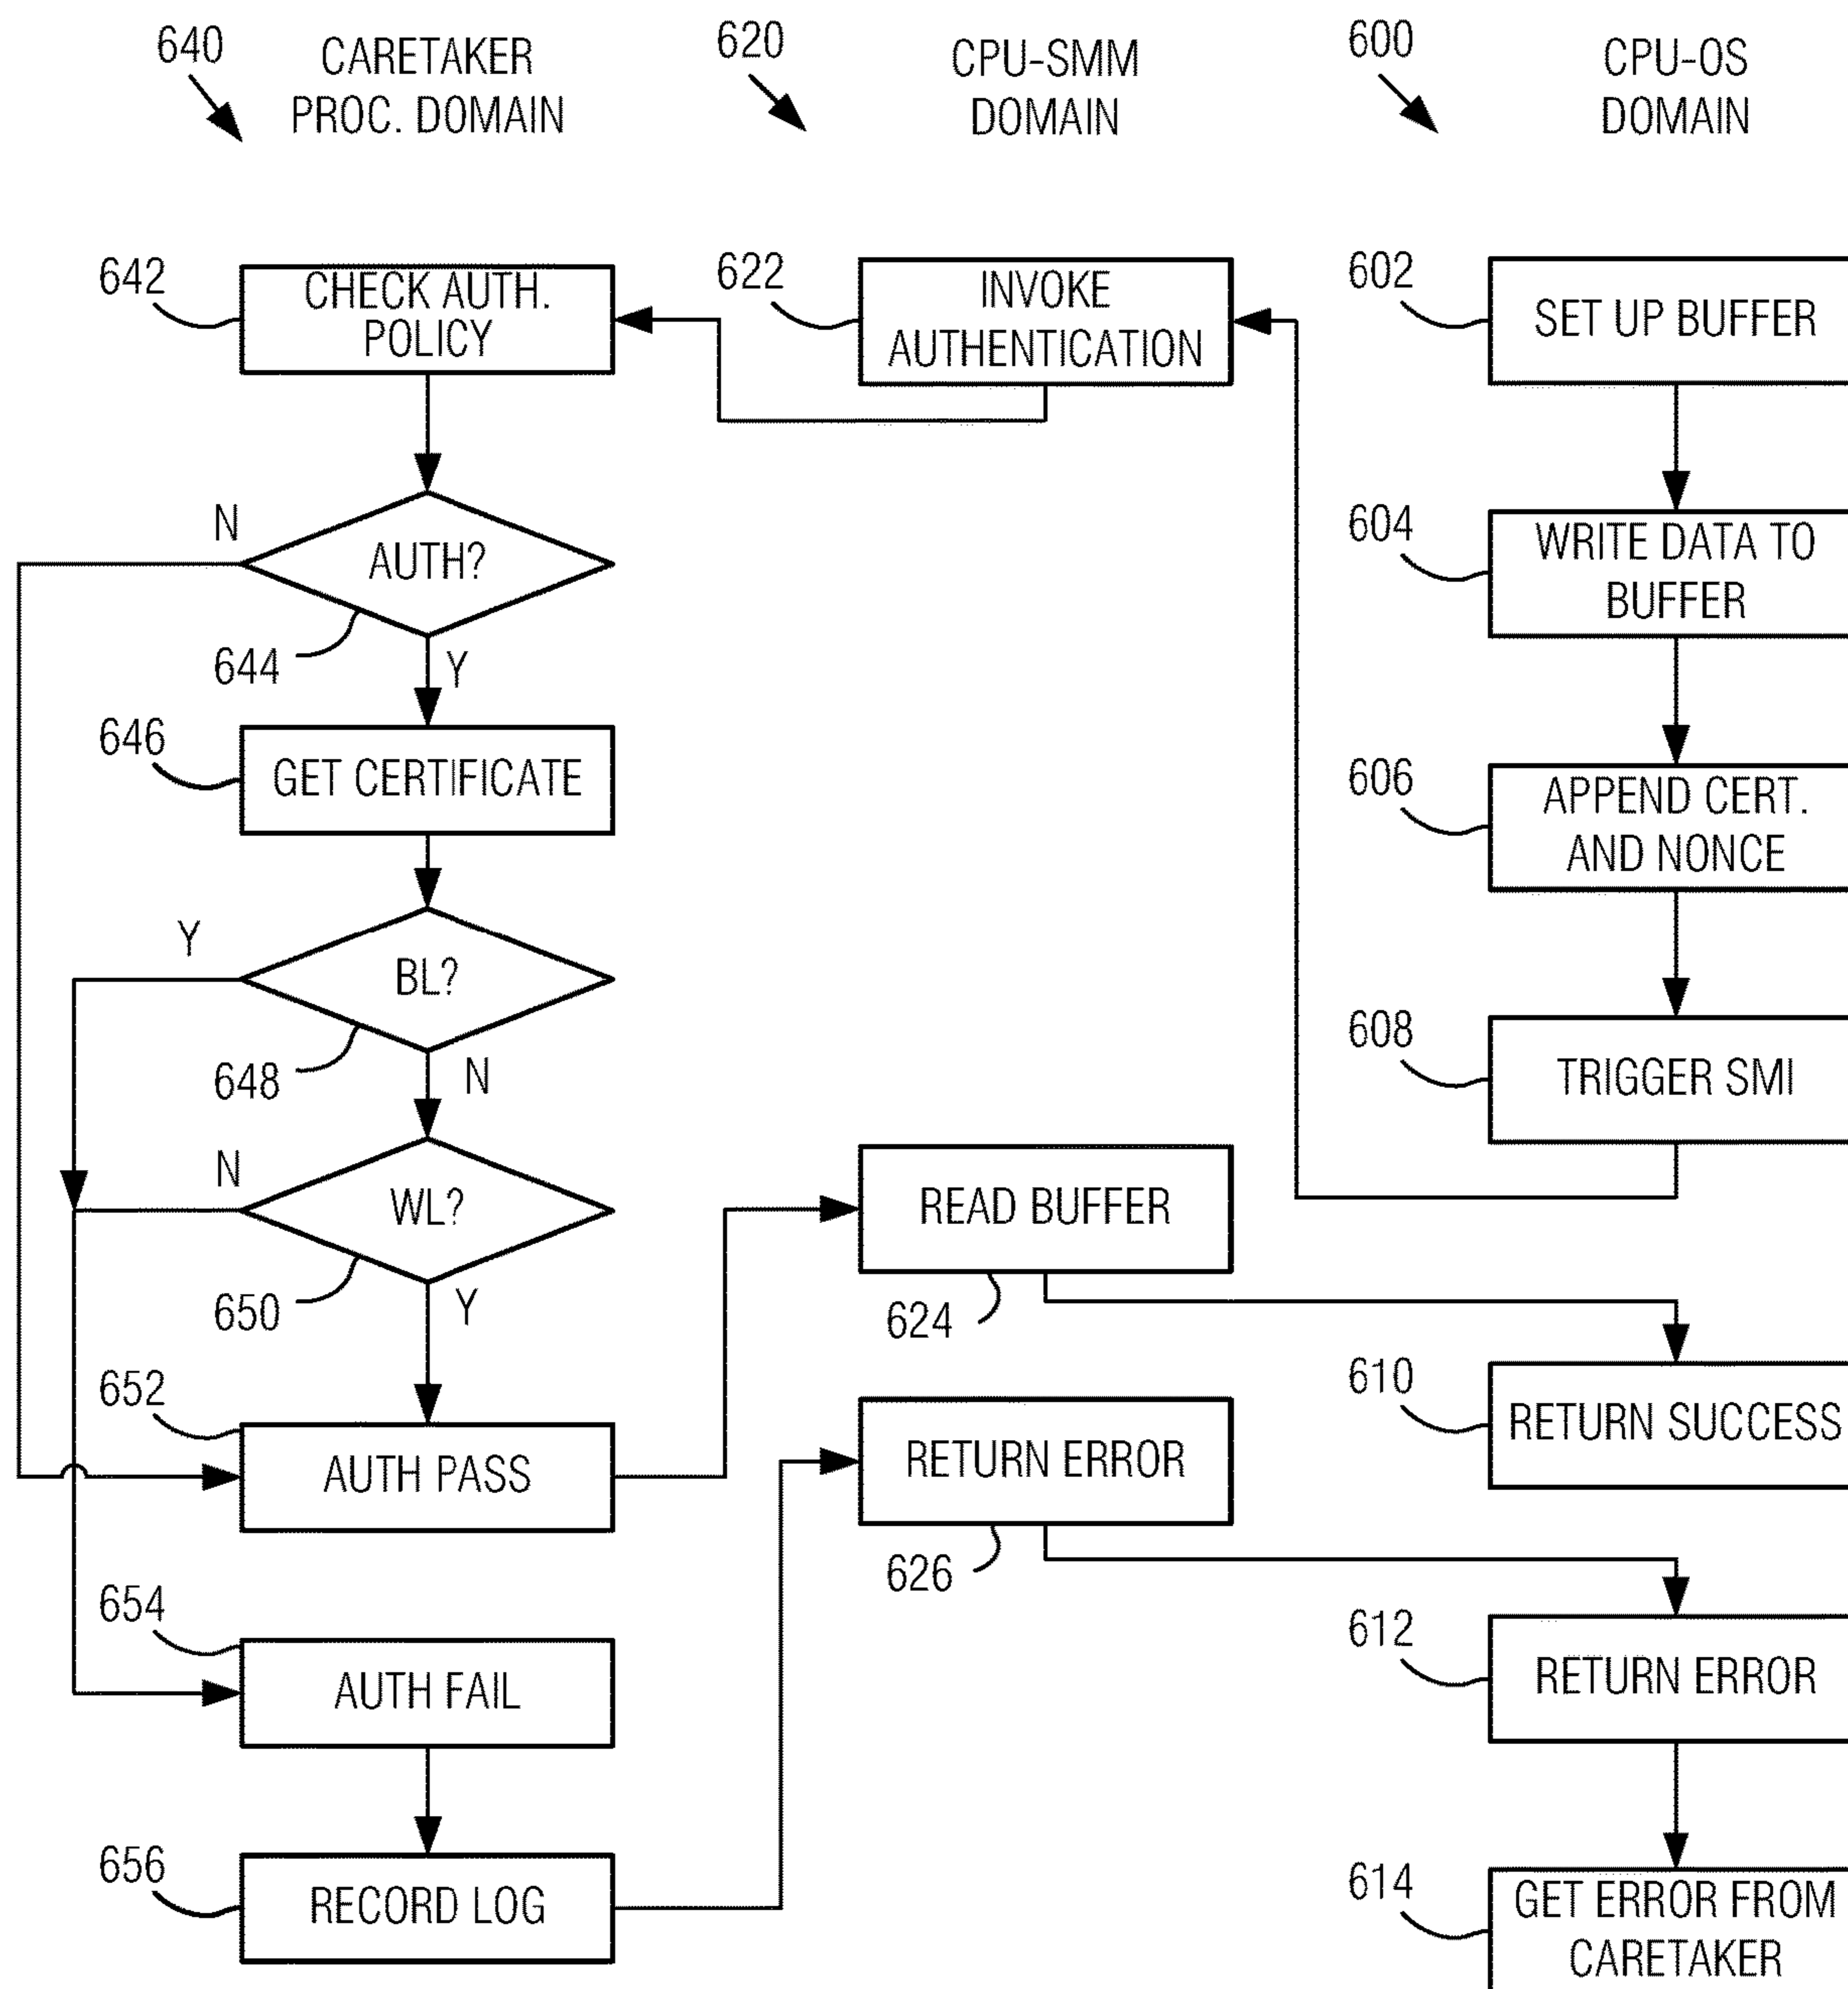 640
CARETAKER
PROC. DOMAIN
620
CPU-SMM
DOMAIN
600
CPU-OS
DOMAIN
642
CHECK AUTH.
POLICY
622
INVOKE
AUTHENTICATION
602
SET UP BUFFER
N
AUTH?
644
Y
604
WRITE DATA TO
BUFFER
646
GET CERTIFICATE
606
APPEND CERT.
AND NONCE
Y
BL?
648
N
608
TRIGGER SMI
N
WL?
650
Y
READ BUFFER
624
652
AUTH PASS
RETURN ERROR
626
610
RETURN SUCCESS
654
AUTH FAIL
612
RETURN ERROR
656
RECORD LOG
614
GET ERROR FROM
CARETAKER